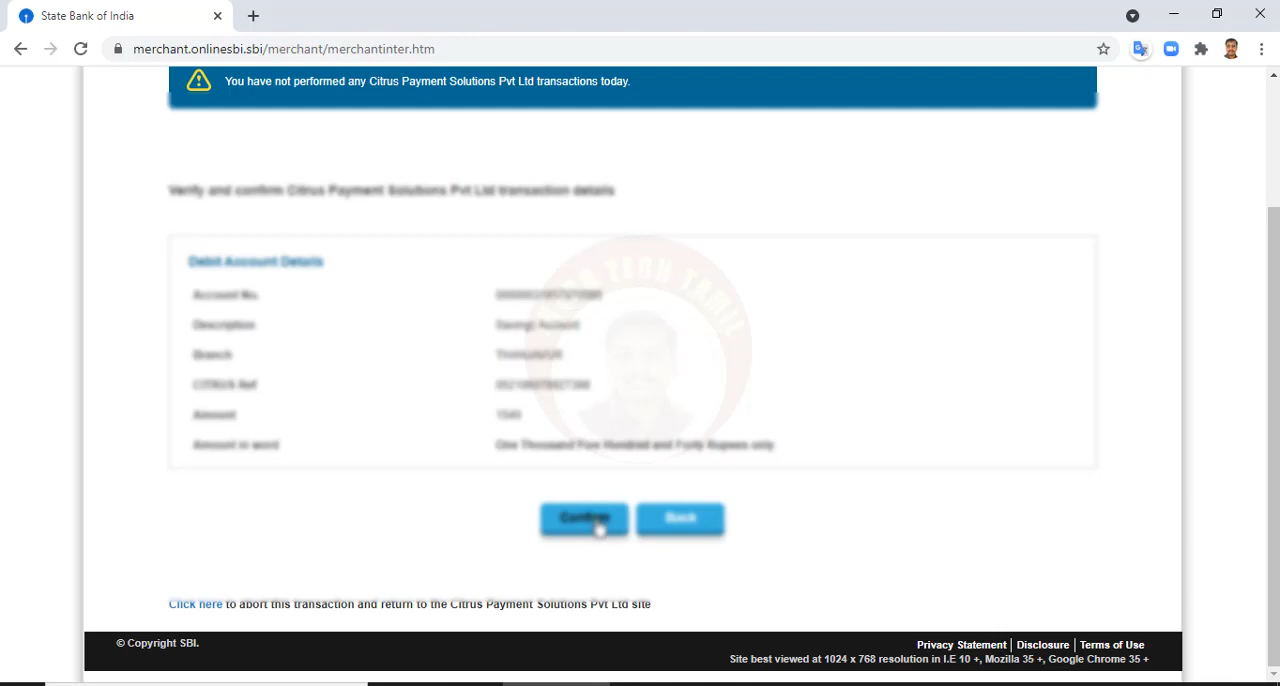 State Bank of India
merchant.onlinesbi.sbi/merchant/merchantinter.htm
You have not performed any Citrus Payment Solutions Pvt Ltd transactions today.
Verify and confirm Citrus Payment Solutions Pvt Ltd transaction details
Debit Account Details
Account No.
Description Savings Account
Branch
CITRUS Ref
Amount 1540
Amount in word One Thousand Five Hundred and Forty Rupees only
Confirm Back
Click here to abort this transaction and return to the Citrus Payment Solutions Pvt Ltd site
© Copyright SBI.
Privacy Statement | Disclosure | Terms of Use
Site best viewed at 1024 x 768 resolution in I.E 10 +, Mozilla 35 +, Google Chrome 35 +
TECH TAMIL